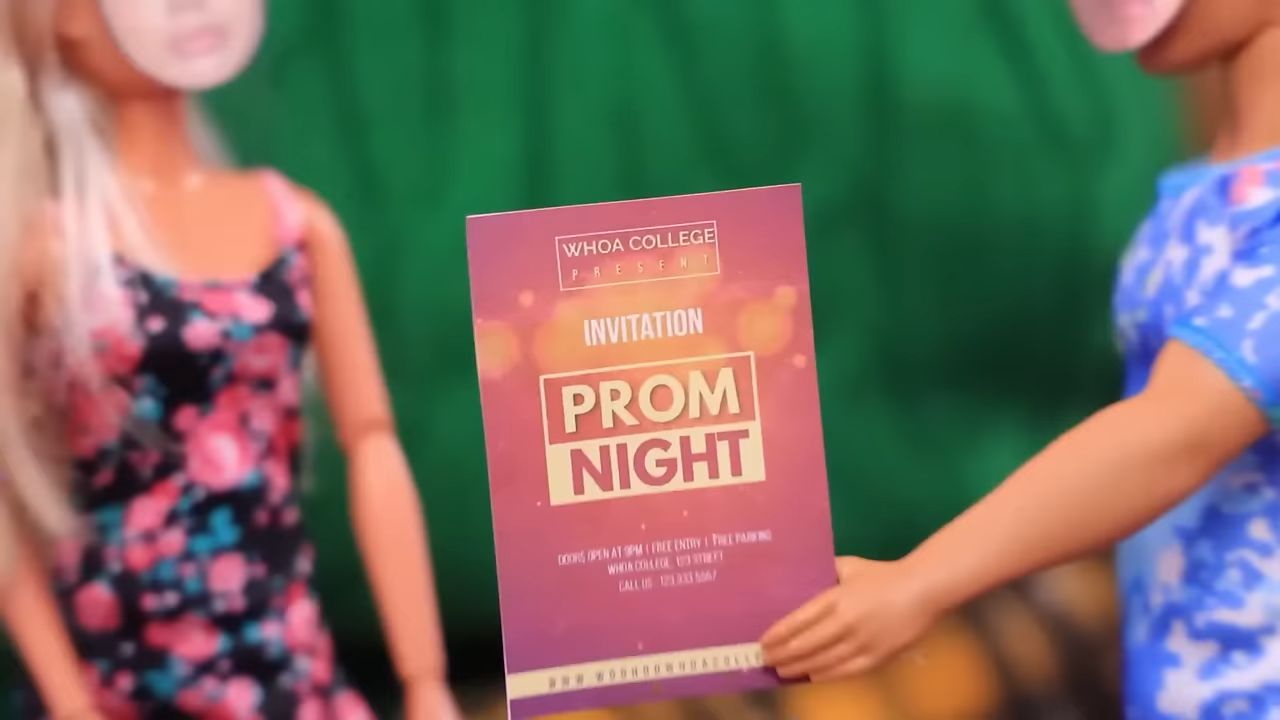 WHOA COLLEGE
PRESENT
INVITATION
PROM
NIGHT
DOORS OPEN AT 9PM | FREE ENTRY | FREE PARKING
WHOA COLLEGE, 123 STREET
CALL US : 123 333 5567